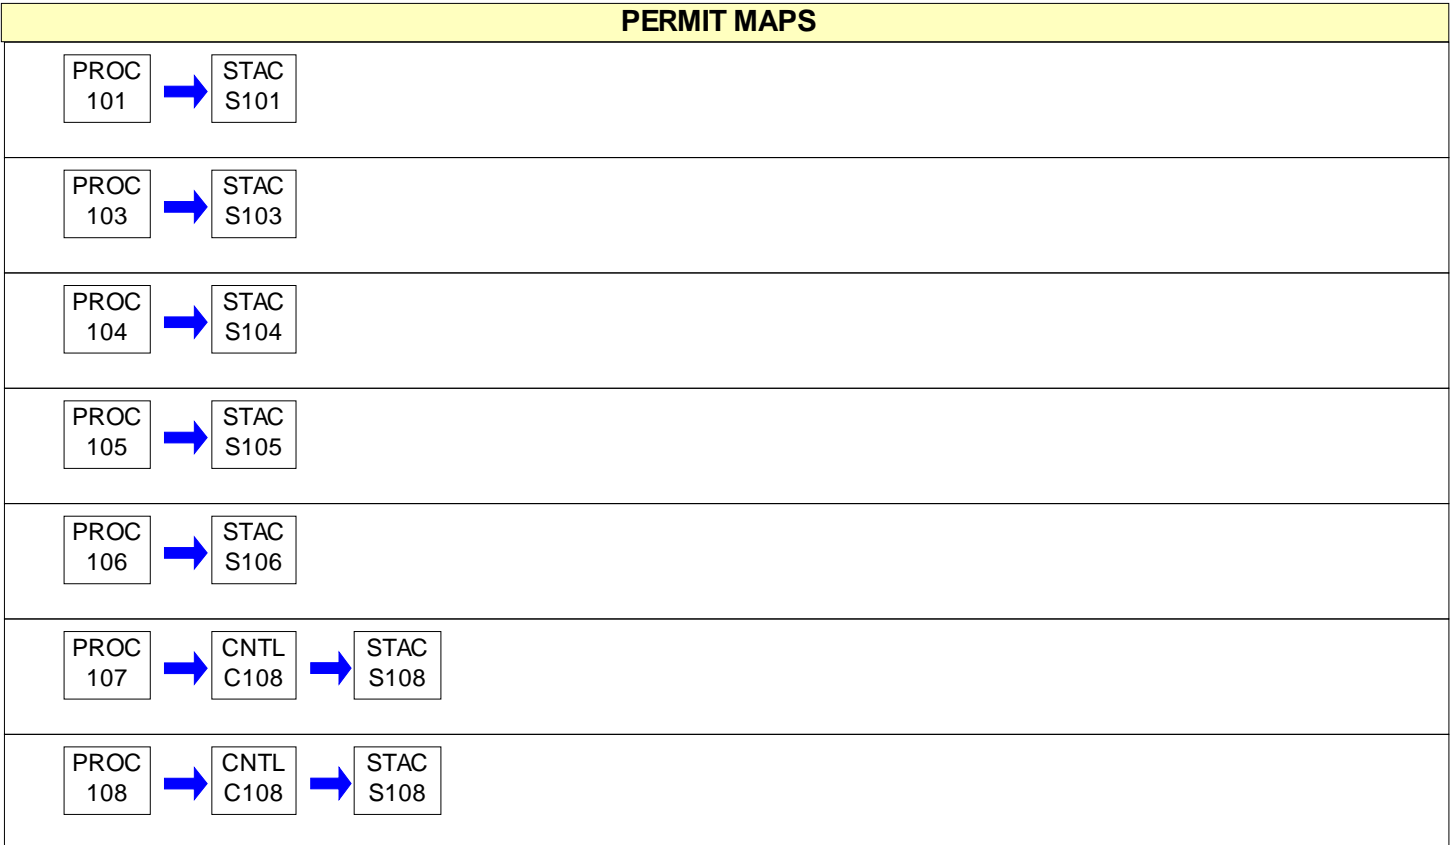 PERMIT MAPS
PROC STAC
101 S101
PROC STAC
103 S103
PROC STAC
104 S104
PROC STAC
105 S105
PROC STAC
106 S106
PROC CNTL STAC
107 C108 S108
PROC CNTL STAC
108 C108 S108